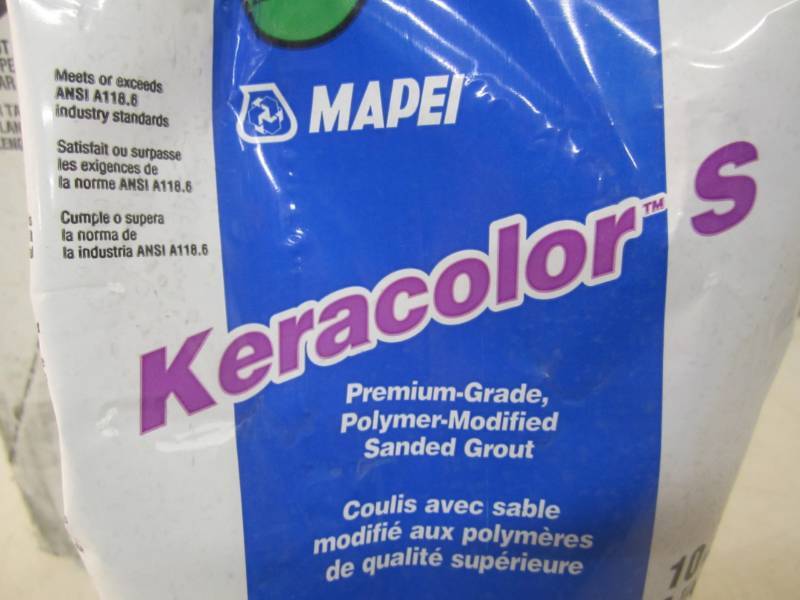 Meets or exceeds
ANSI A118.6
industry standards
Satisfait ou surpasse
les exigences de
la norme ANSI A118.6
Cumple o supera
la norma de
la industria ANSI A118.6
MAPEI
Keracolor™ S
Premium-Grade,
Polymer-Modified
Sanded Grout
Coulis avec sable
modifié aux polymères
de qualité supérieure
10